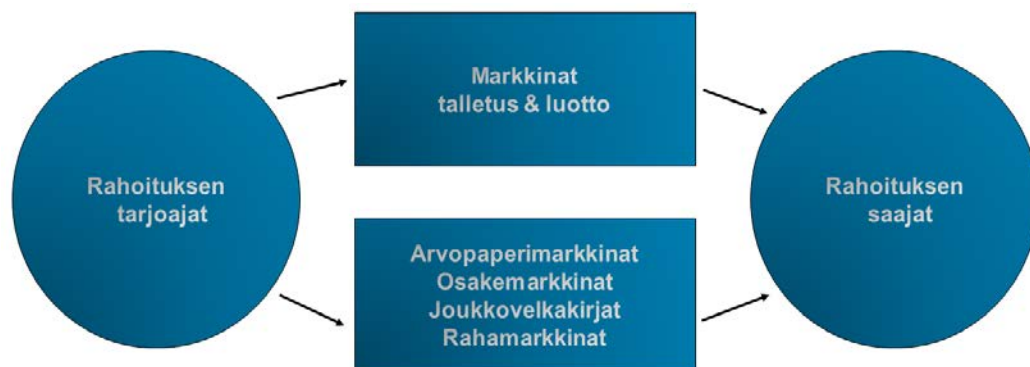 Rahoituksen
tarjoajat
Markkinat
talletus & luotto
Arvopaperimarkkinat
Osakemarkkinat
Joukkovelkakirjat
Rahamarkkinat
Rahoituksen
saajat